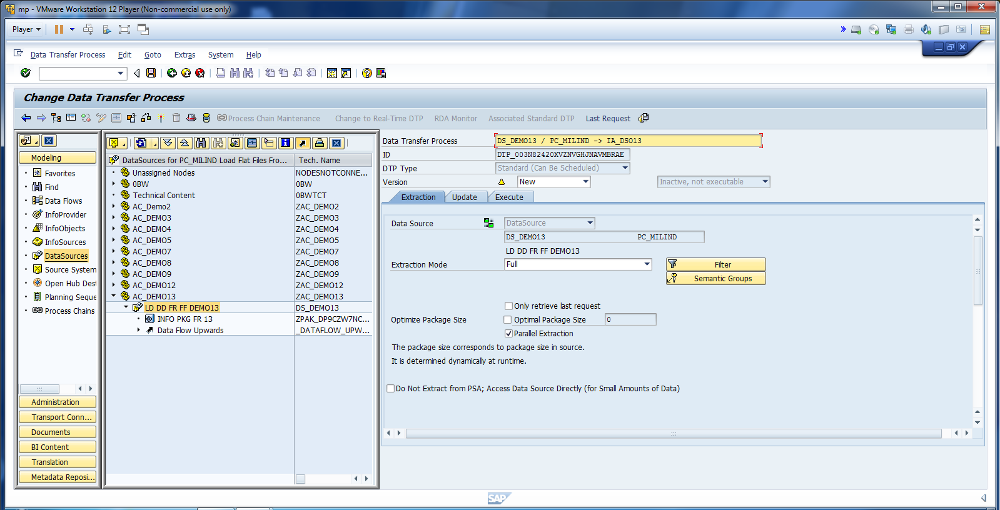 mp - VMware Workstation 12 Player (Non-commercial use only)
Player
Data Transfer Process Edit Goto Extras System Help
Change Data Transfer Process
Process Chain Maintenance Change to Real-Time DTP RDA Monitor Associated Standard DTP Last Request
Modeling
Favorites
Find
Data Flows
InfoProvider
InfoObjects
InfoSources
DataSources
Source System
Open Hub Dest
Planning Seque
Process Chains
Administration
Transport Conn...
Documents
BI Content
Translation
Metadata Reposi...
DataSources for PC_MILIND Load Flat Files Fro... Tech. Name
Unassigned Nodes NODESNOTCONNE...
0BW 0BW
Technical Content 0BWTCT
AC_Demo2 ZAC_DEMO2
AC_DEMO3 ZAC_DEMO3
AC_DEMO4 ZAC_DEMO4
AC_DEMO5 ZAC_DEMO5
AC_DEMO7 ZAC_DEMO7
AC_DEMO8 ZAC_DEMO8
AC_DEMO9 ZAC_DEMO9
AC_DEMO12 ZAC_DEMO12
AC_DEMO13 ZAC_DEMO13
LD DD FR FF DEMO13 DS_DEMO13
INFO PKG FR 13 ZPAK_DP9CZW7NC...
Data Flow Upwards _DATAFLOW_UPW...
Data Transfer Process DS_DEMO13 / PC_MILIND -> IA_DSO13
ID DTP_003N82420XVZNVGHJNAVMBRAE
DTP Type Standard (Can Be Scheduled)
Version New Inactive, not executable
Extraction Update Execute
Data Source DataSource
DS_DEMO13 PC_MILIND
LD DD FR FF DEMO13
Extraction Mode Full Filter
Semantic Groups
Only retrieve last request
Optimize Package Size Optimal Package Size 0
Parallel Extraction
The package size corresponds to package size in source.
It is determined dynamically at runtime.
Do Not Extract from PSA; Access Data Source Directly (for Small Amounts of Data)
SAP